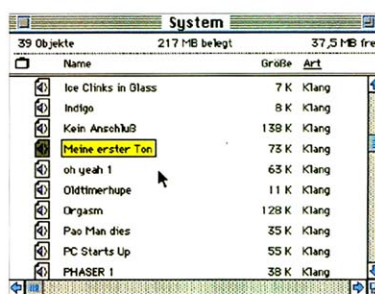 System
39 Objekte 217 MB belegt 37,5 MB frei
Name Größe Art
Ice Clinks in Glass 7 K Klang
Indigo 8 K Klang
Kein Anschluß 138 K Klang
Meine erster Ton 73 K Klang
oh yeah 1 63 K Klang
Oldtimerhupe 11 K Klang
Orgasm 128 K Klang
Pao Man dies 35 K Klang
PC Starts Up 55 K Klang
PHASER 1 38 K Klang